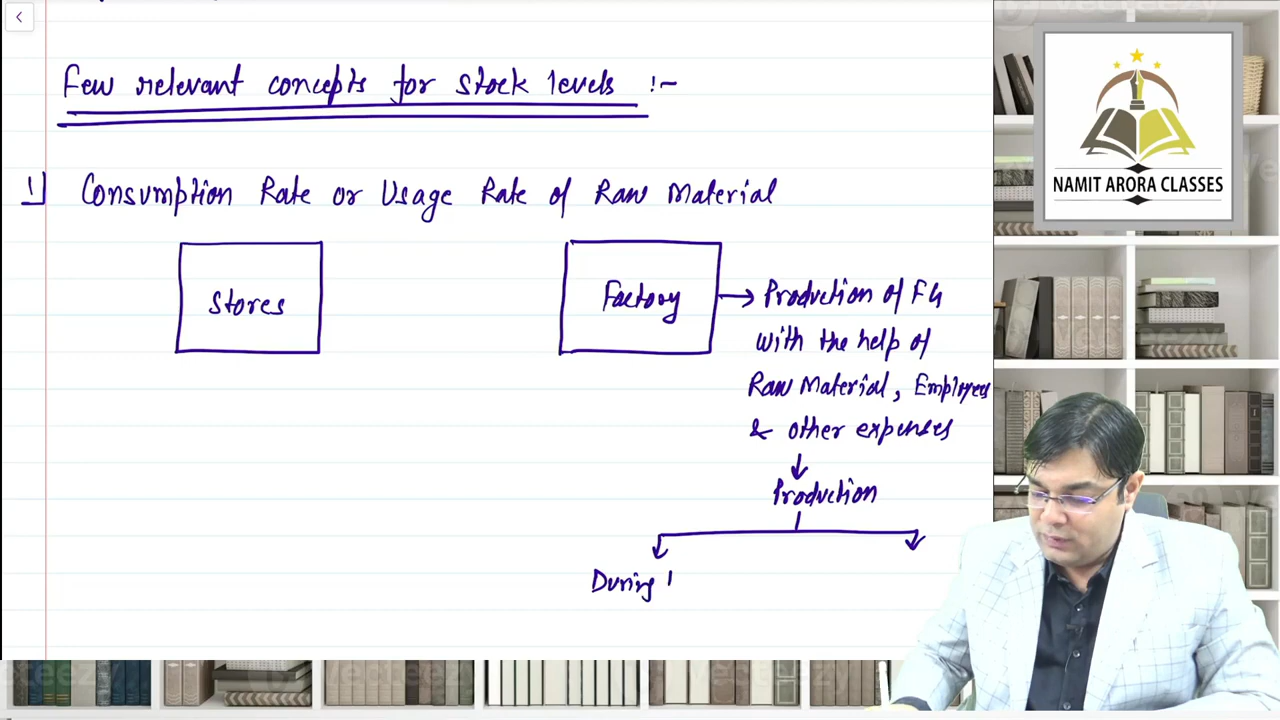 Few relevant concepts for stock levels :-
1] Consumption Rate or Usage Rate of Raw Material
Stores
Factory
Production of FG
with the help of
Raw Material, Employees
& other expenses
Production
During
NAMIT ARORA CLASSES